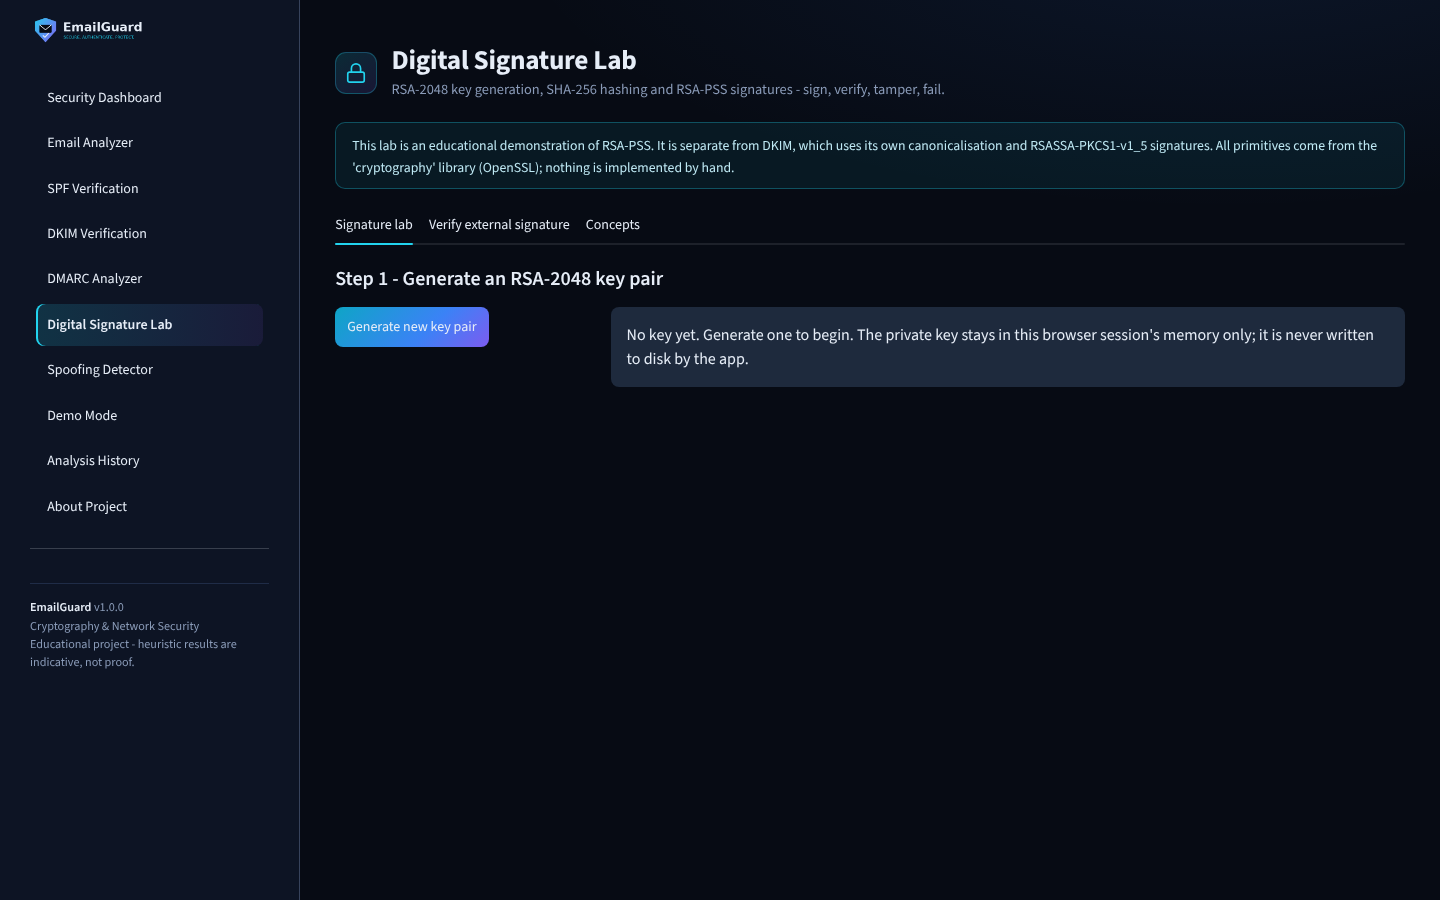 EmailGuard
SECURE. AUTHENTICATE. PROTECT.
Security Dashboard
Email Analyzer
SPF Verification
DKIM Verification
DMARC Analyzer
Digital Signature Lab
Spoofing Detector
Demo Mode
Analysis History
About Project
EmailGuard v1.0.0
Cryptography & Network Security
Educational project - heuristic results are
indicative, not proof.
Digital Signature Lab
RSA-2048 key generation, SHA-256 hashing and RSA-PSS signatures - sign, verify, tamper, fail.
This lab is an educational demonstration of RSA-PSS. It is separate from DKIM, which uses its own canonicalisation and RSASSA-PKCS1-v1_5 signatures. All primitives come from the
'cryptography' library (OpenSSL); nothing is implemented by hand.
Signature lab Verify external signature Concepts
Step 1 - Generate an RSA-2048 key pair
Generate new key pair
No key yet. Generate one to begin. The private key stays in this browser session's memory only; it is never written
to disk by the app.